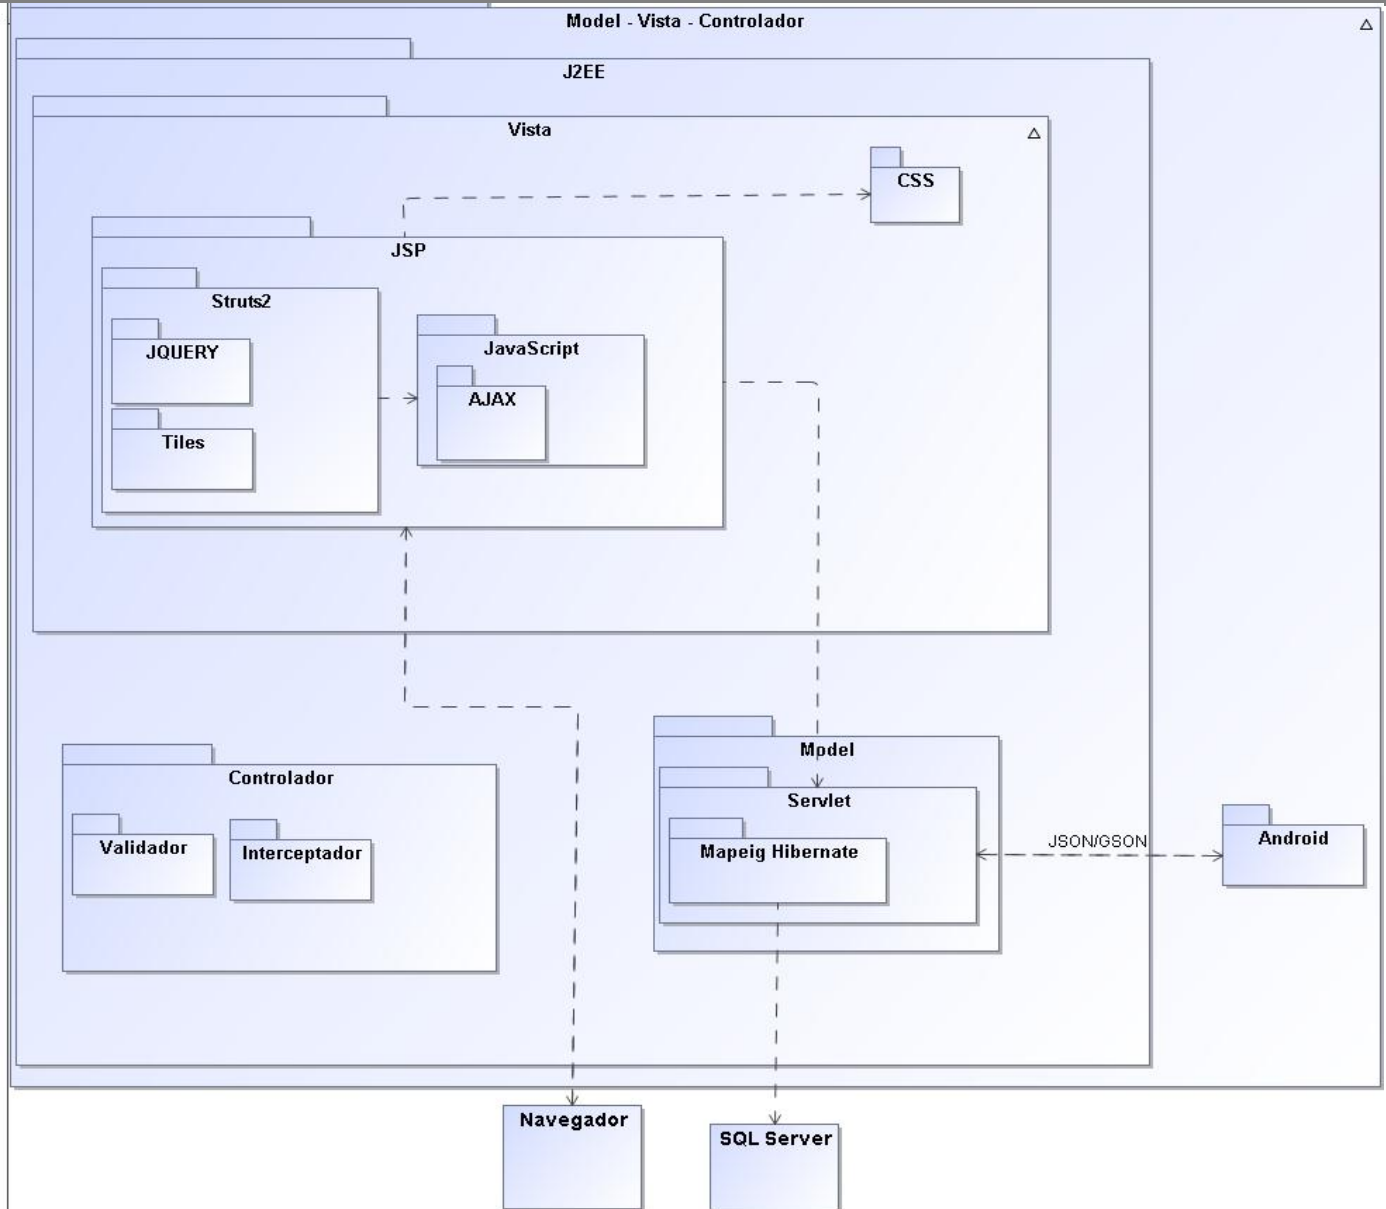 Model - Vista - Controlador
J2EE
Vista
CSS
JSP
Struts2
JQUERY
JavaScript
AJAX
Tiles
Model
Controlador
Servlet
Validador
Interceptador
Mapeig Hibernate
JSON/GSON
Android
Navegador
SQL Server